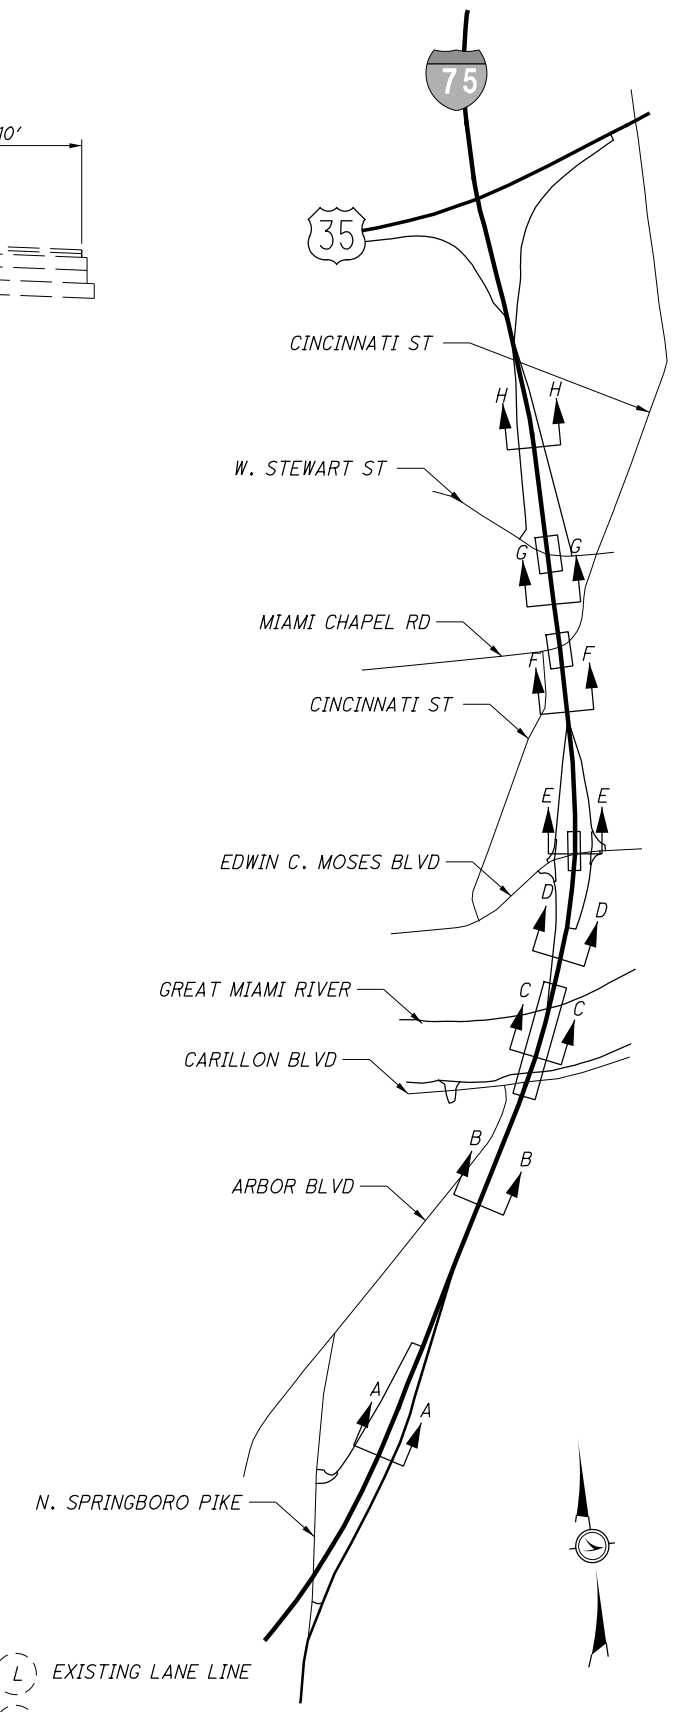 75
10'
35
CINCINNATI ST
H H
W. STEWART ST
G G
MIAMI CHAPEL RD
F F
CINCINNATI ST
E E
EDWIN C. MOSES BLVD
D D
GREAT MIAMI RIVER
C C
CARILLON BLVD
B B
ARBOR BLVD
A A
N. SPRINGBORO PIKE
L EXISTING LANE LINE